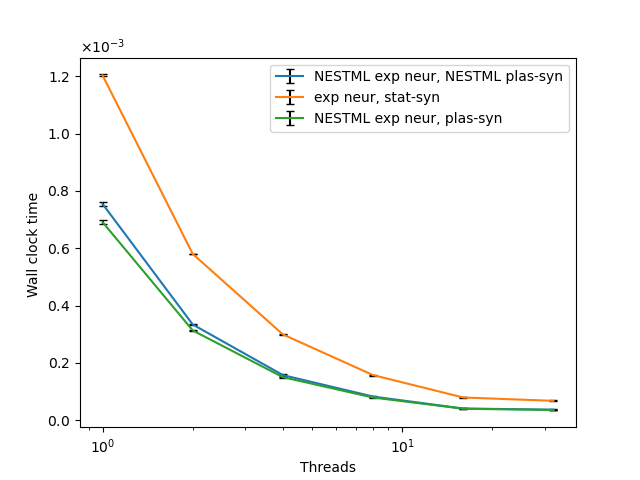 ×10⁻³
1.2
1.0
0.8
0.6
0.4
0.2
0.0
Wall clock time
NESTML exp neur, NESTML plas-syn
exp neur, stat-syn
NESTML exp neur, plas-syn
10⁰
10¹
Threads